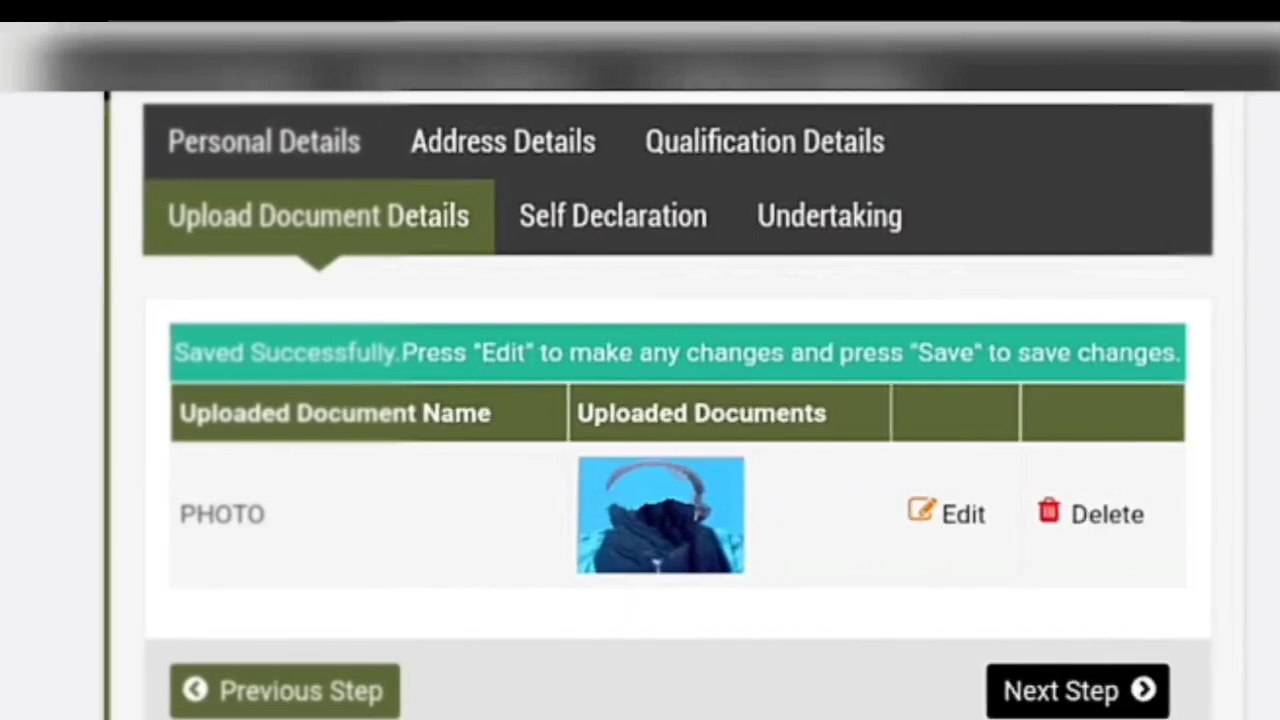 Personal Details Address Details Qualification Details
Upload Document Details Self Declaration Undertaking
Saved Successfully.Press "Edit" to make any changes and press "Save" to save changes.
Uploaded Document Name Uploaded Documents
PHOTO Edit Delete
Previous Step Next Step